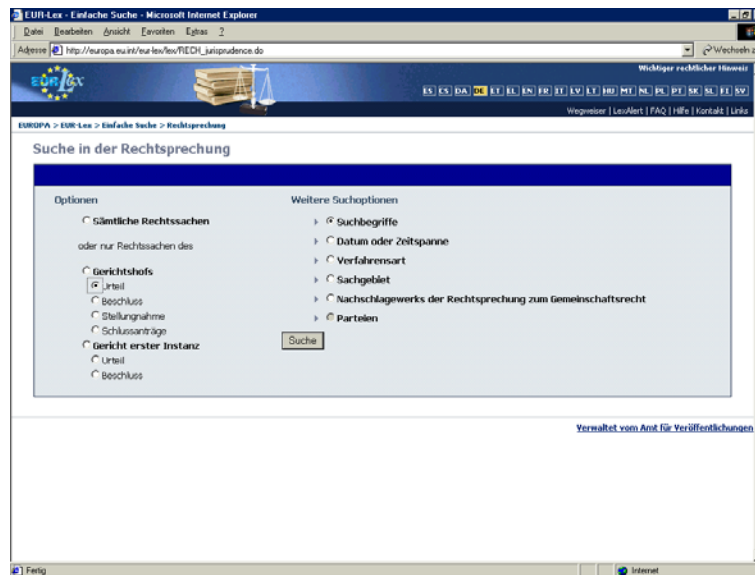 EUR-Lex - Einfache Suche - Microsoft Internet Explorer
Datei Bearbeiten Ansicht Favoriten Extras ?
Adresse http://europa.eu.int/eur-lex/lex/RECH_jurisprudence.do Wechseln z
Wichtiger rechtlicher Hinweis
EUR-lex
ES CS DA DE ET EL EN FR IT LV LT HU MT NL PL PT SK SL FI SV
Wegweiser | LexAlert | FAQ | Hilfe | Kontakt | Links
EUROPA > EUR-Lex > Einfache Suche > Rechtsprechung
Suche in der Rechtsprechung
Optionen
Sämtliche Rechtssachen
oder nur Rechtssachen des
Gerichtshofs
Urteil
Beschluss
Stellungnahme
Schlussanträge
Gericht erster Instanz
Urteil
Beschluss
Weitere Suchoptionen
Suchbegriffe
Datum oder Zeitspanne
Verfahrensart
Sachgebiet
Nachschlagewerks der Rechtsprechung zum Gemeinschaftsrecht
Parteien
Suche
Verwaltet vom Amt für Veröffentlichungen
Fertig Internet